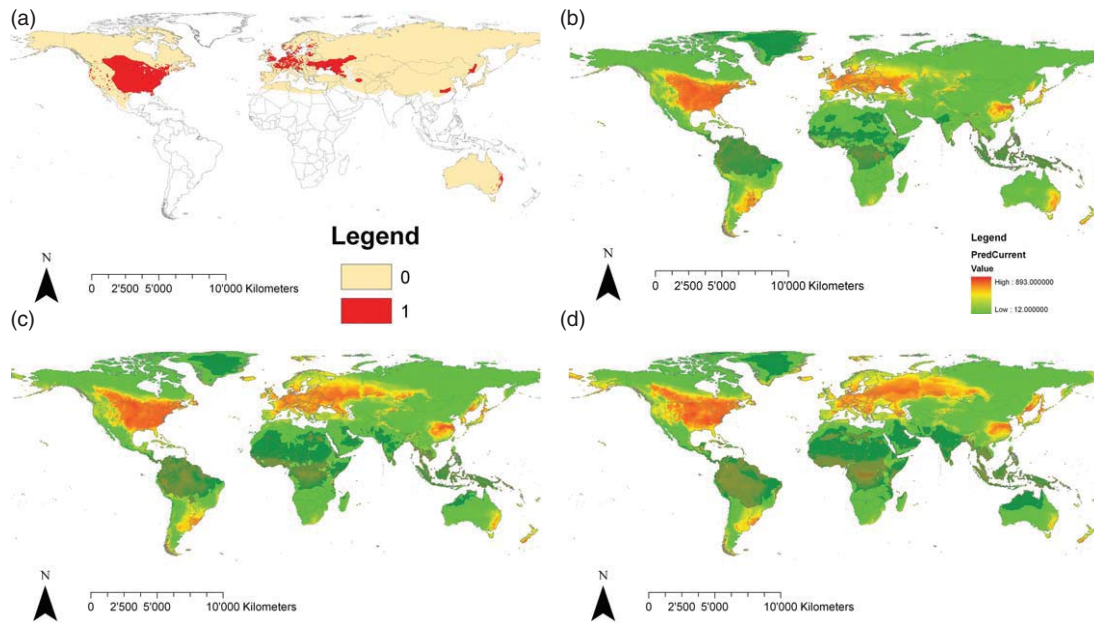 (a)
Legend
0
1
N
0 2'500 5'000 10'000 Kilometers
(b)
N
0 2'500 5'000 10'000 Kilometers
Legend
PredCurrent
Value
High : 893.000000
Low : 12.000000
(c)
N
0 2'500 5'000 10'000 Kilometers
(d)
N
0 2'500 5'000 10'000 Kilometers